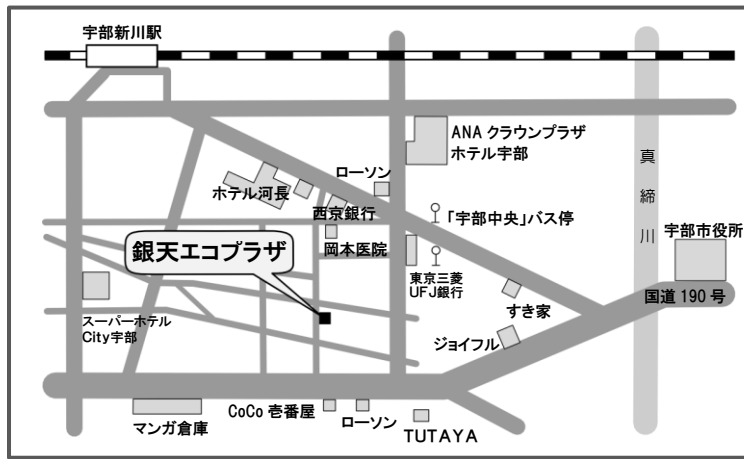 宇部新川駅
ANA クラウンプラザ
ホテル宇部
真締川
ローソン
ホテル河長
西京銀行
「宇部中央」バス停
宇部市役所
銀天エコプラザ
岡本医院
東京三菱
UFJ銀行
国道 190 号
すき家
スーパーホテル
City宇部
ジョイフル
CoCo 壱番屋
マンガ倉庫
ローソン
TUTAYA